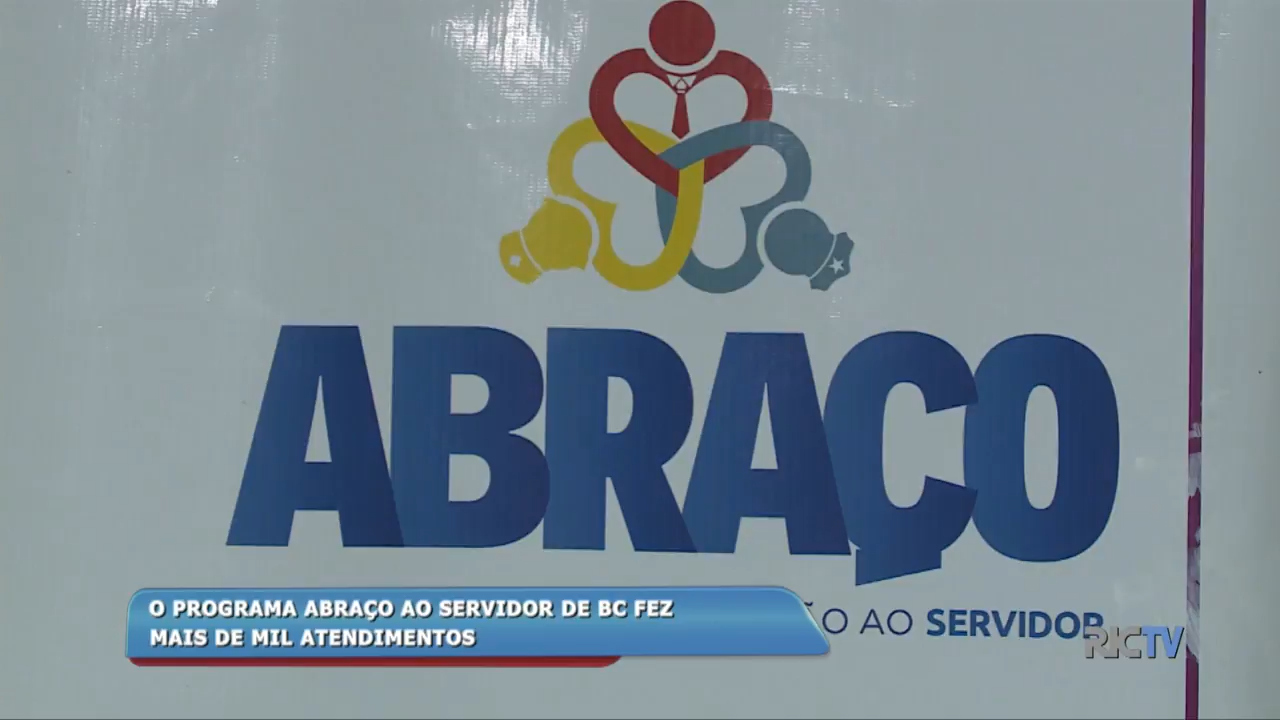 ABRAÇO
ÃO AO SERVIDOR
O PROGRAMA ABRAÇO AO SERVIDOR DE BC FEZ
MAIS DE MIL ATENDIMENTOS
RICTV